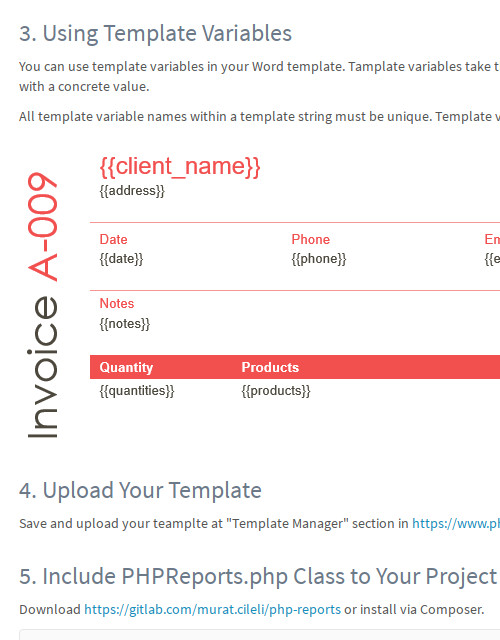 3. Using Template Variables
You can use template variables in your Word template. Tamplate variables take t
with a concrete value.
All template variable names within a template string must be unique. Template v
Invoice A-009
{{client_name}}
{{address}}
Date Phone Em
{{date}} {{phone}} {{e
Notes
{{notes}}
Quantity Products
{{quantities}} {{products}}
4. Upload Your Template
Save and upload your teamplte at "Template Manager" section in https://www.ph
5. Include PHPReports.php Class to Your Project
Download https://gitlab.com/murat.cileli/php-reports or install via Composer.